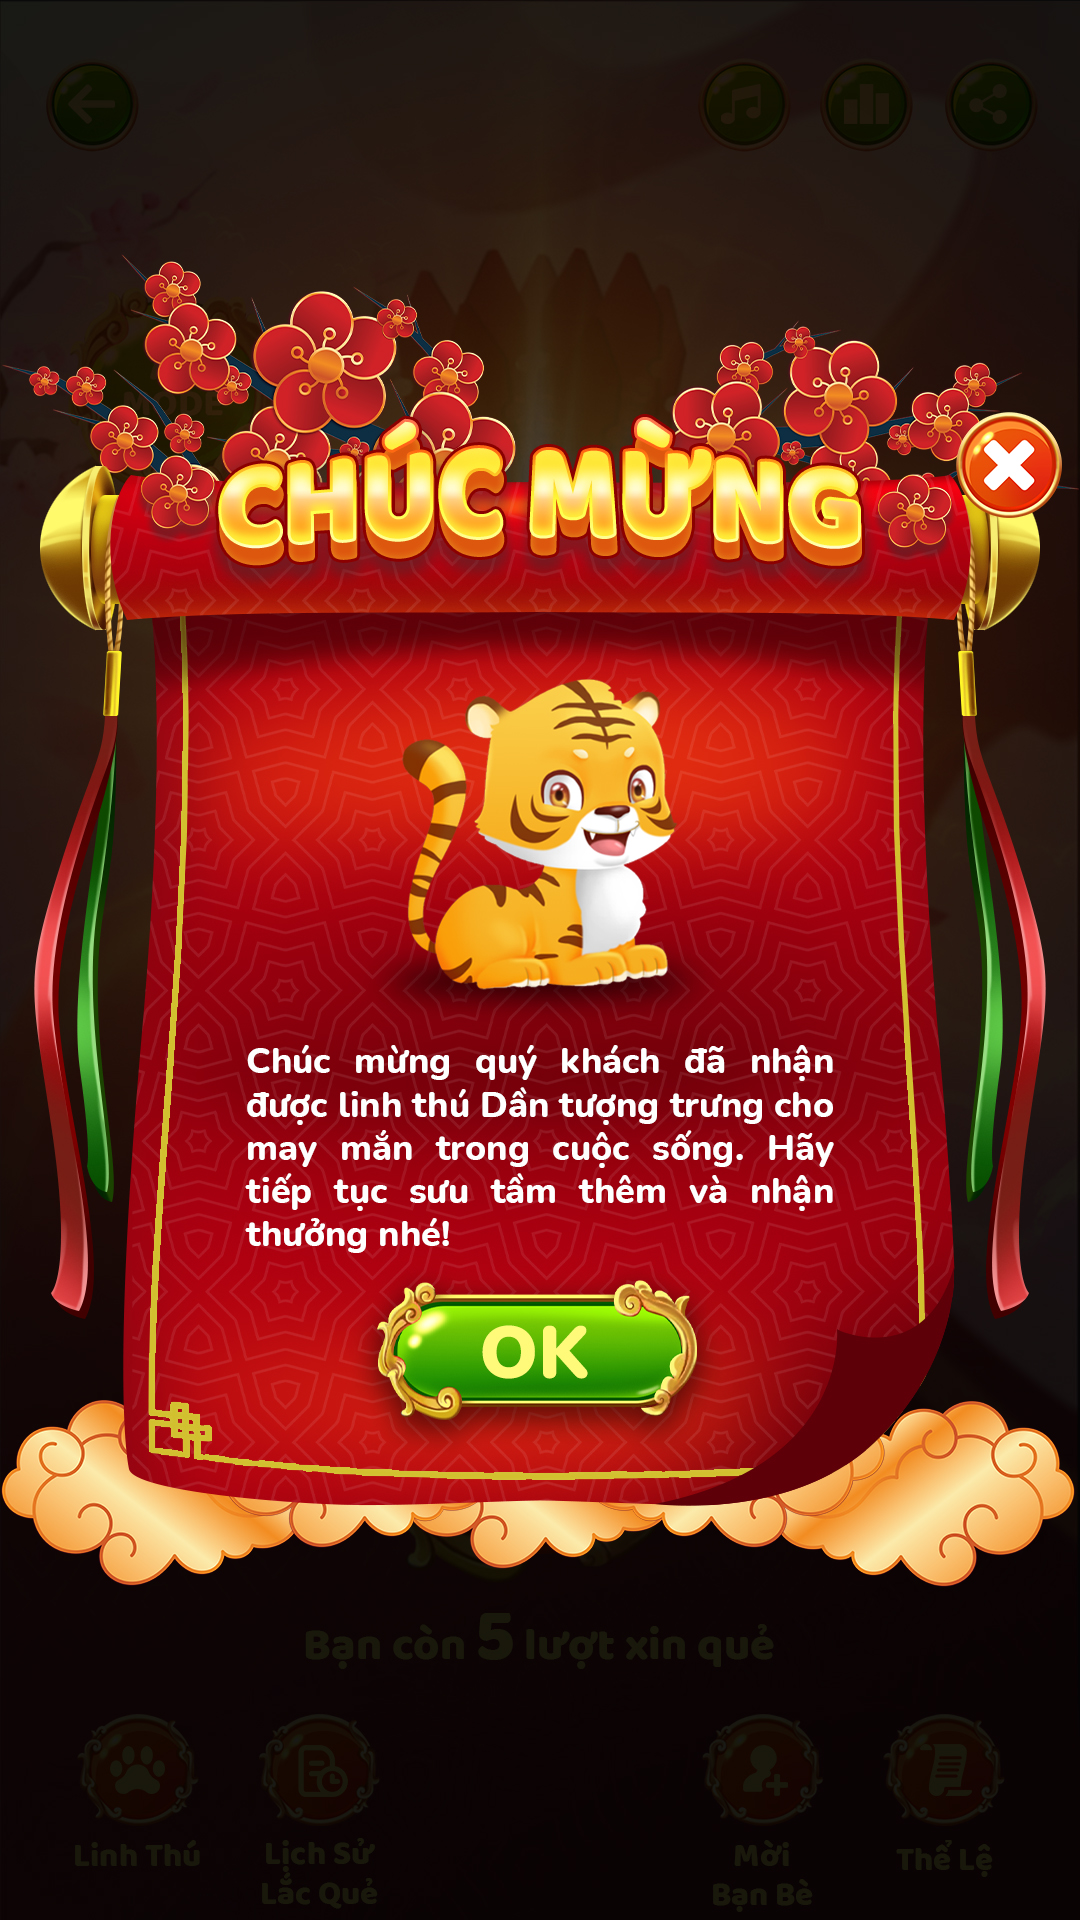 MODE
CHÚC MỪNG
Chúc mừng quý khách đã nhận
được linh thú Dần tượng trưng cho
may mắn trong cuộc sống. Hãy
tiếp tục sưu tầm thêm và nhận
thưởng nhé!
OK
Bạn còn 5 lượt xin quẻ
Linh Thú
Lịch Sử
Lắc Quẻ
Mời
Bạn Bè
Thể Lệ